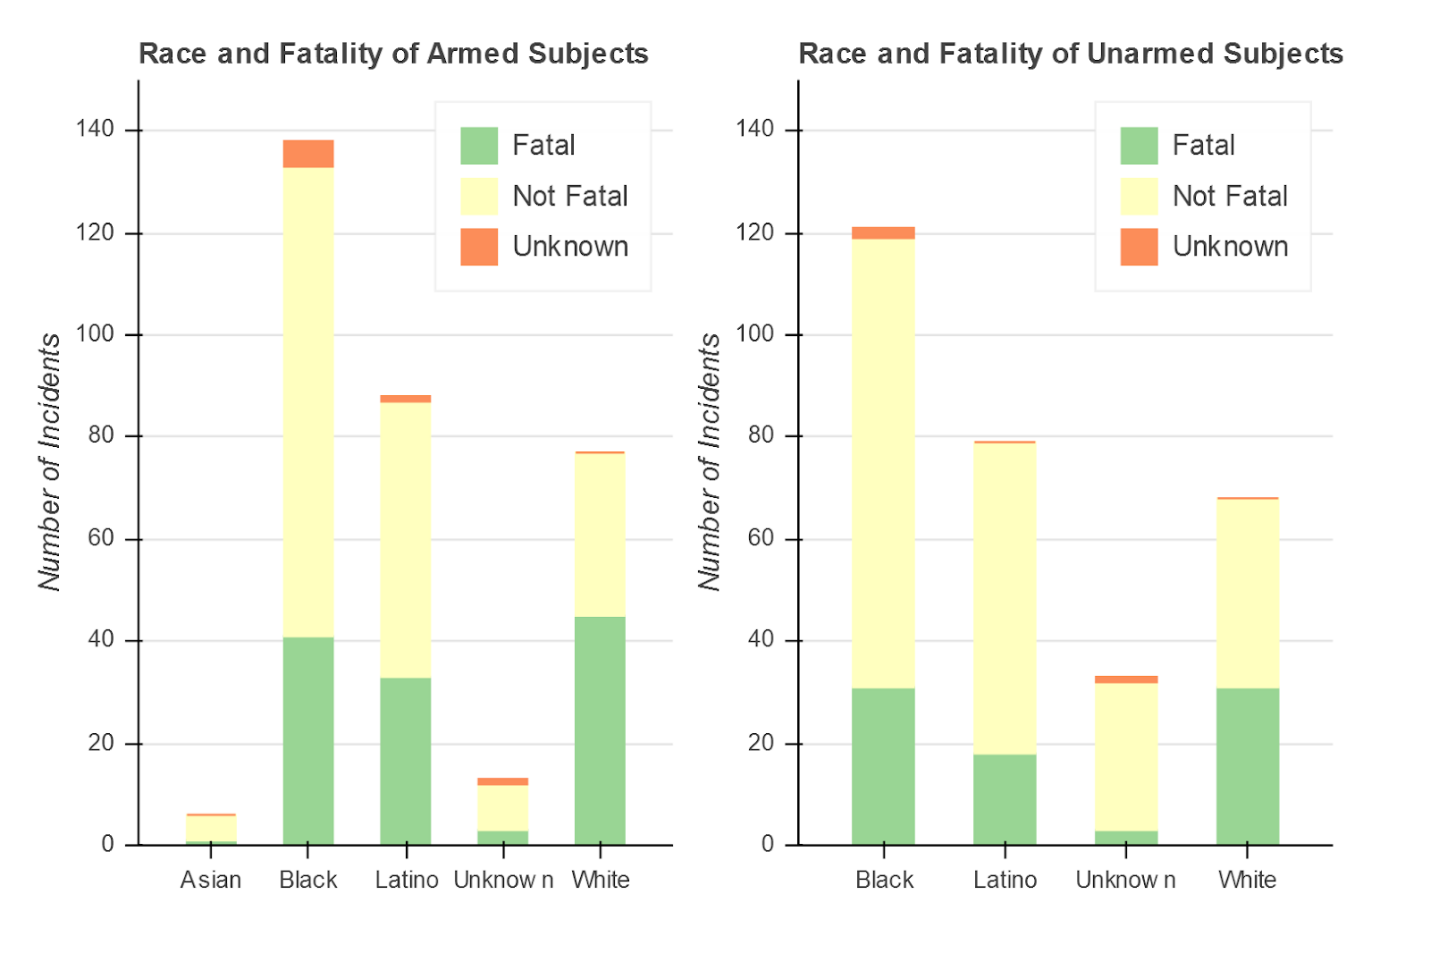 Race and Fatality of Armed Subjects
Fatal
Not Fatal
Unknown
Number of Incidents
140
120
100
80
60
40
20
0
Asian Black Latino Unknown White
Race and Fatality of Unarmed Subjects
Fatal
Not Fatal
Unknown
Number of Incidents
140
120
100
80
60
40
20
0
Black Latino Unknown White